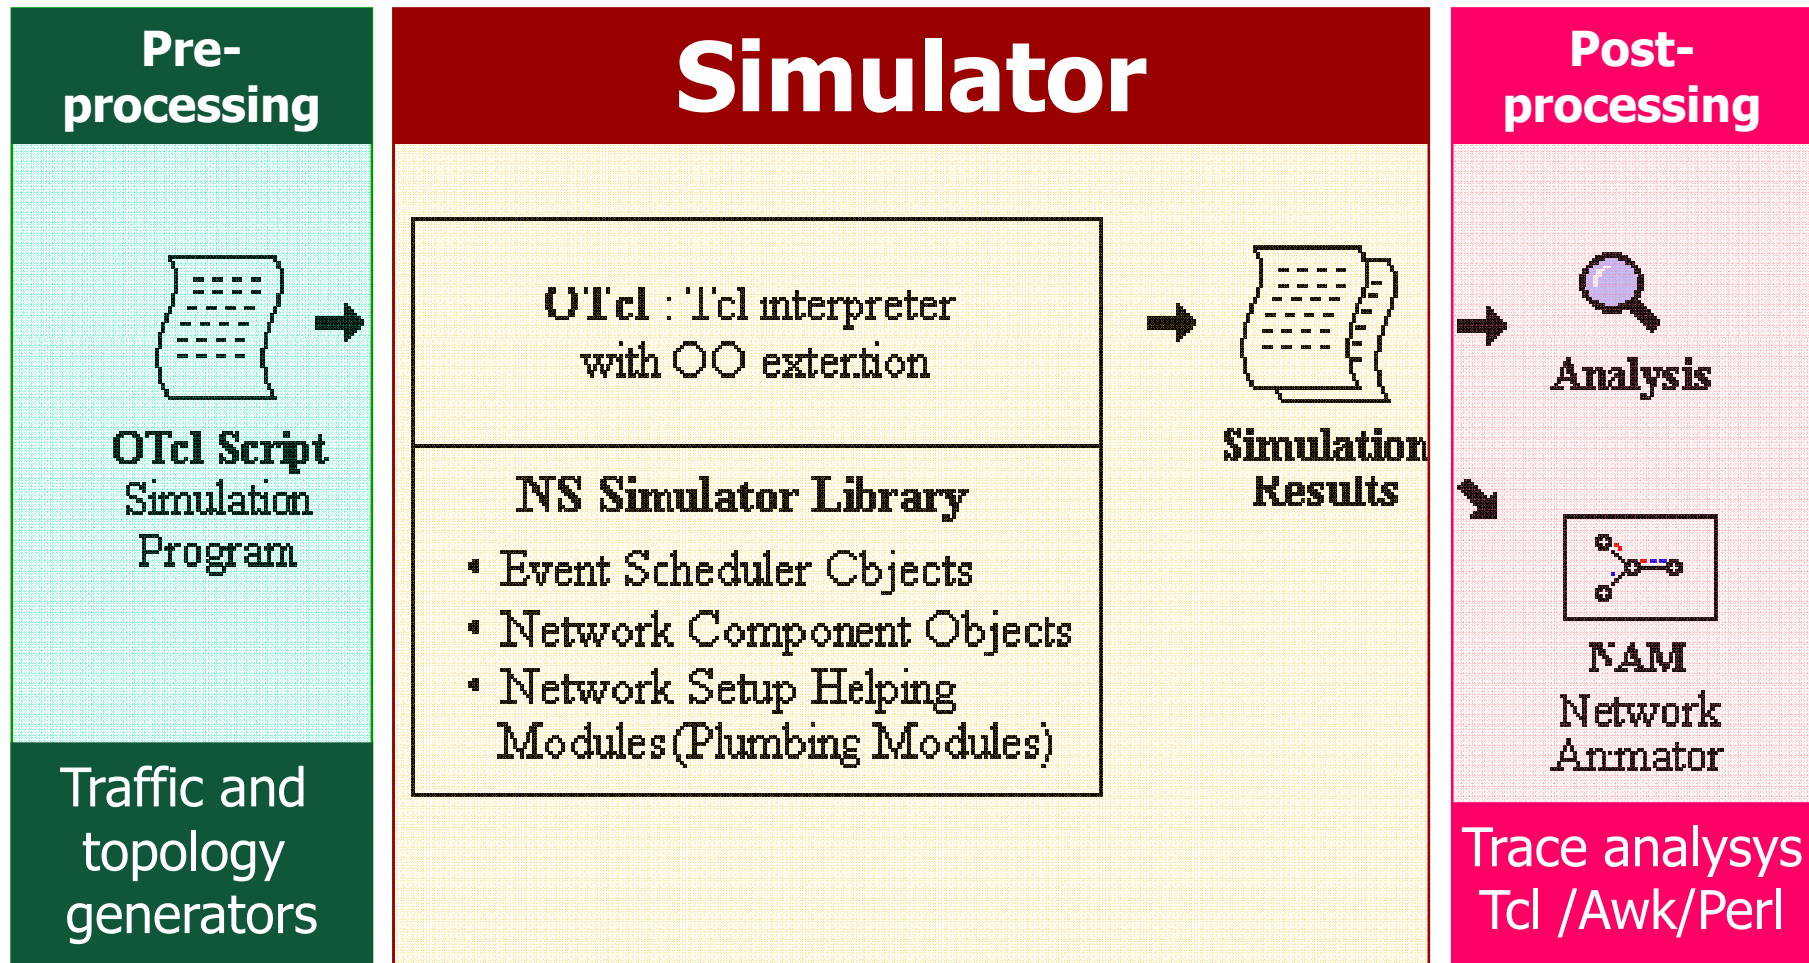 Pre-
processing
OTcl Script
Simulation
Program
Traffic and
topology
generators
Simulator
OTcl : Tcl interpreter
with OO extertion
NS Simulator Library
• Event Scheduler Cbjects
• Network Component Objects
• Network Setup Helping
Modules(Plumbing Modules)
Simulation
Results
Post-
processing
Analysis
NAM
Network
Animator
Trace analysys
Tcl /Awk/Perl